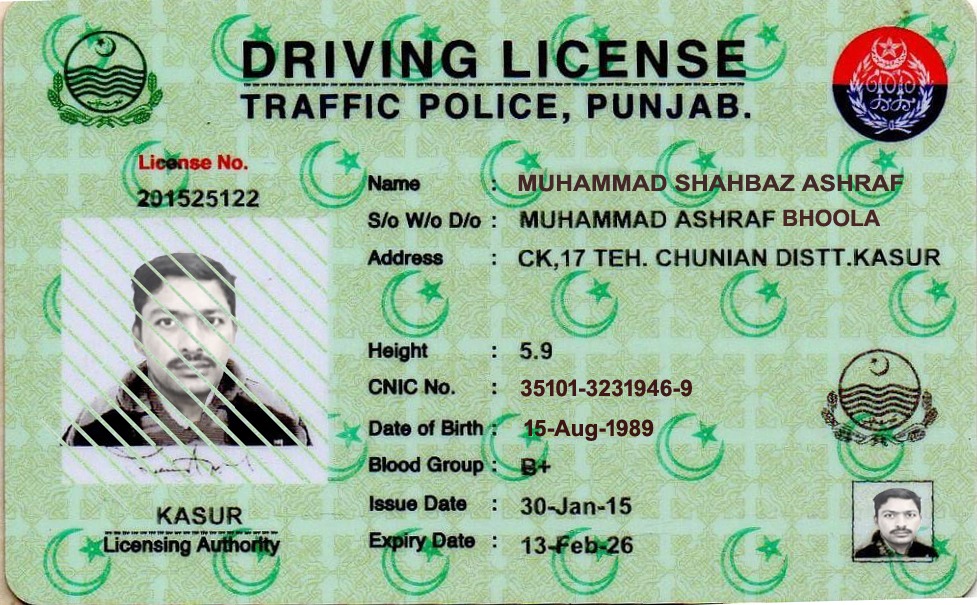 DRIVING LICENSE
TRAFFIC POLICE, PUNJAB.
License No.
201525122
Name : MUHAMMAD SHAHBAZ ASHRAF
S/o W/o D/o : MUHAMMAD ASHRAF BHOOLA
Address : CK,17 TEH. CHUNIAN DISTT.KASUR
Height : 5.9
CNIC No. : 35101-3231946-9
Date of Birth : 15-Aug-1989
Blood Group : B+
Issue Date : 30-Jan-15
Expiry Date : 13-Feb-26
KASUR
Licensing Authority